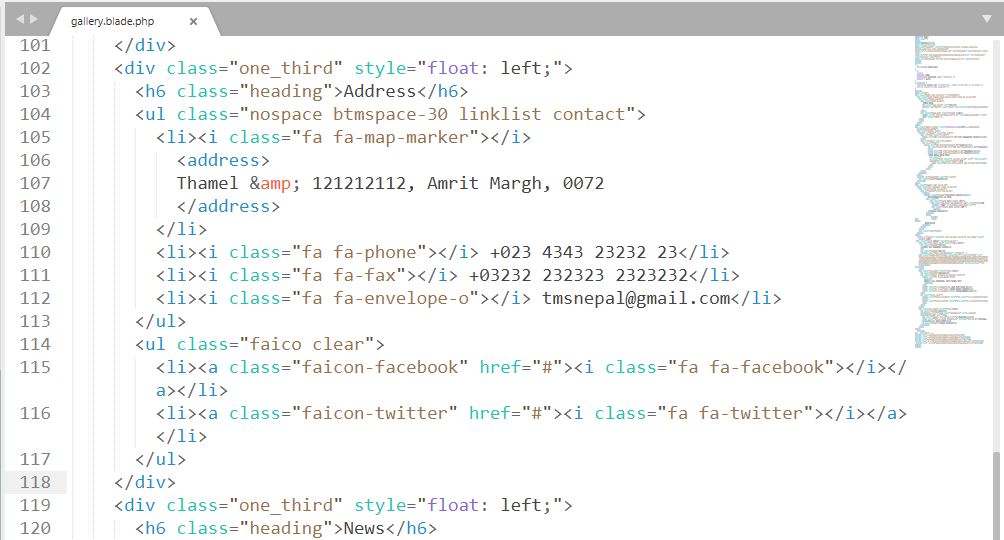 gallery.blade.php
101 </div>
102 <div class="one_third" style="float: left;">
103 <h6 class="heading">Address</h6>
104 <ul class="nospace btmspace-30 linklist contact">
105 <li><i class="fa fa-map-marker"></i>
106 <address>
107 Thamel &amp; 121212112, Amrit Margh, 0072
108 </address>
109 </li>
110 <li><i class="fa fa-phone"></i> +023 4343 23232 23</li>
111 <li><i class="fa fa-fax"></i> +03232 232323 2323232</li>
112 <li><i class="fa fa-envelope-o"></i> tmsnepal@gmail.com</li>
113 </ul>
114 <ul class="faico clear">
115 <li><a class="faicon-facebook" href="#"><i class="fa fa-facebook"></i></
a></li>
116 <li><a class="faicon-twitter" href="#"><i class="fa fa-twitter"></i></a>
</li>
117 </ul>
118 </div>
119 <div class="one_third" style="float: left;">
120 <h6 class="heading">News</h6>